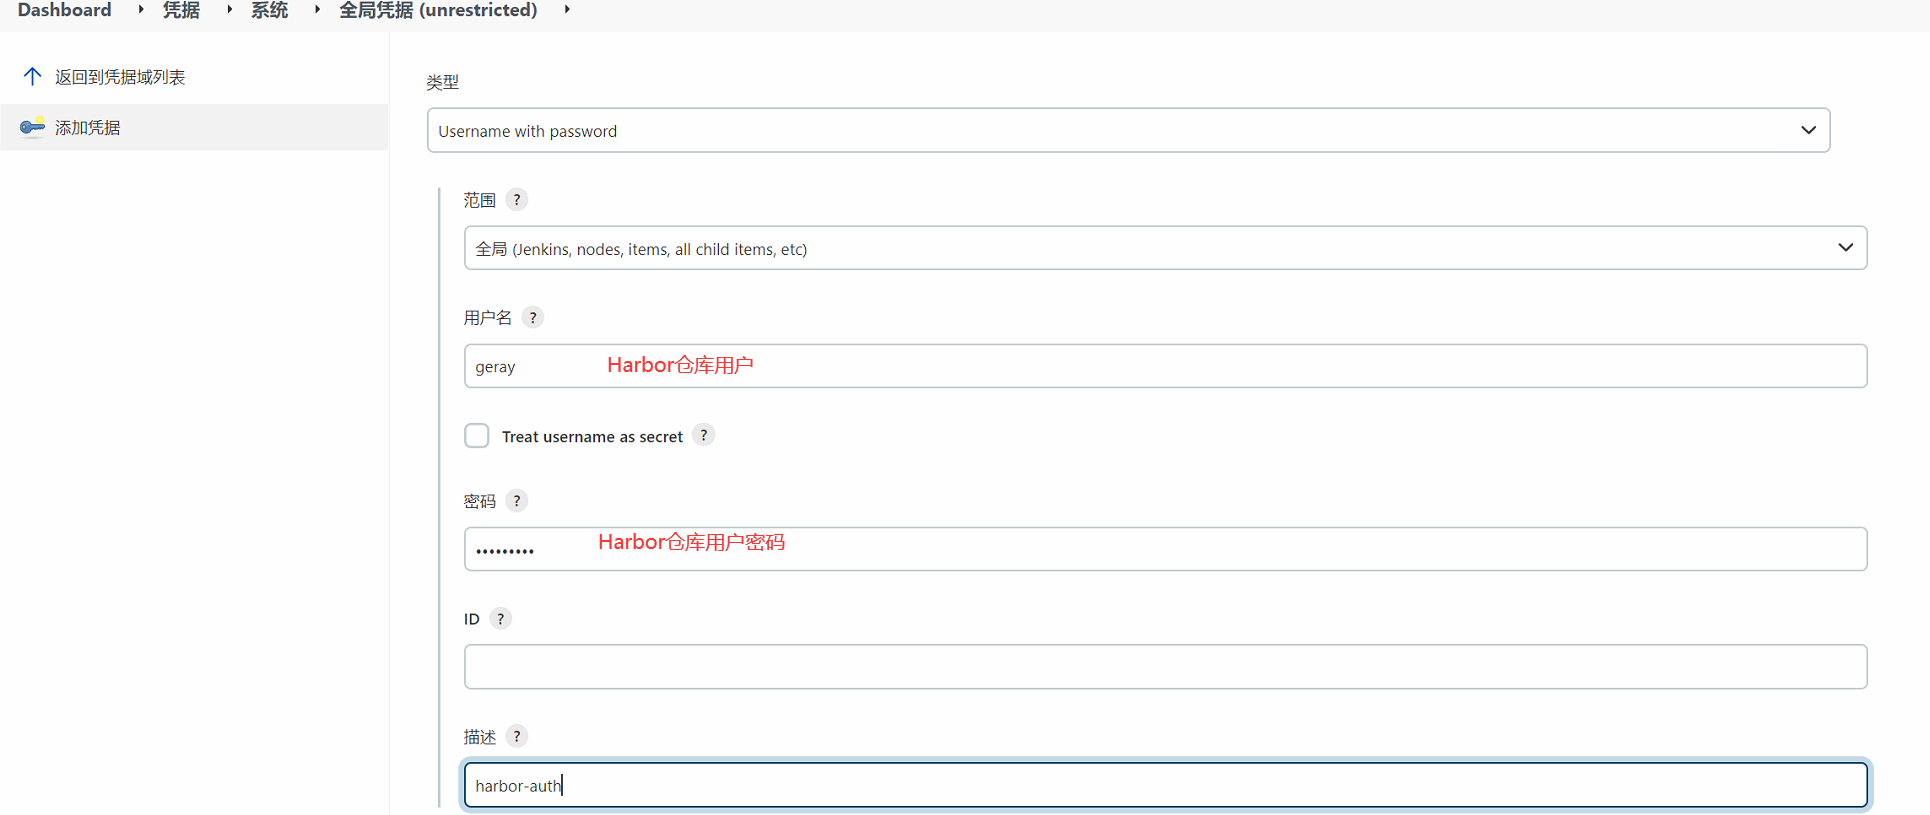 Dashboard 凭据 系统 全局凭据 (unrestricted)
返回到凭据域列表
添加凭据
类型
Username with password
范围 ?
全局 (Jenkins, nodes, items, all child items, etc)
用户名 ?
geray Harbor仓库用户
Treat username as secret ?
密码 ?
••••••••• Harbor仓库用户密码
ID ?
描述 ?
harbor-auth